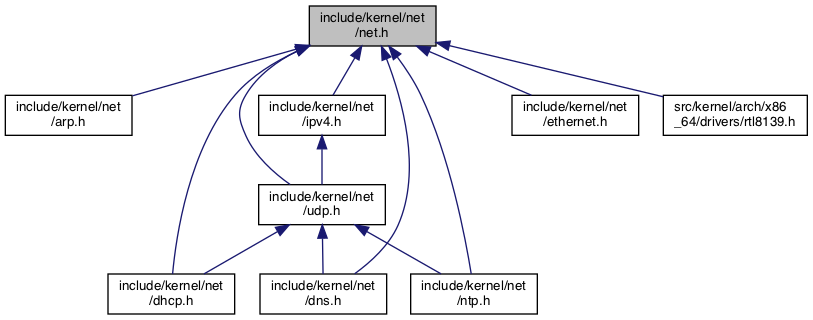 include/kernel/net
/net.h
include/kernel/net
/arp.h
include/kernel/net
/ipv4.h
include/kernel/net
/ethernet.h
src/kernel/arch/x86
_64/drivers/rtl8139.h
include/kernel/net
/udp.h
include/kernel/net
/dhcp.h
include/kernel/net
/dns.h
include/kernel/net
/ntp.h